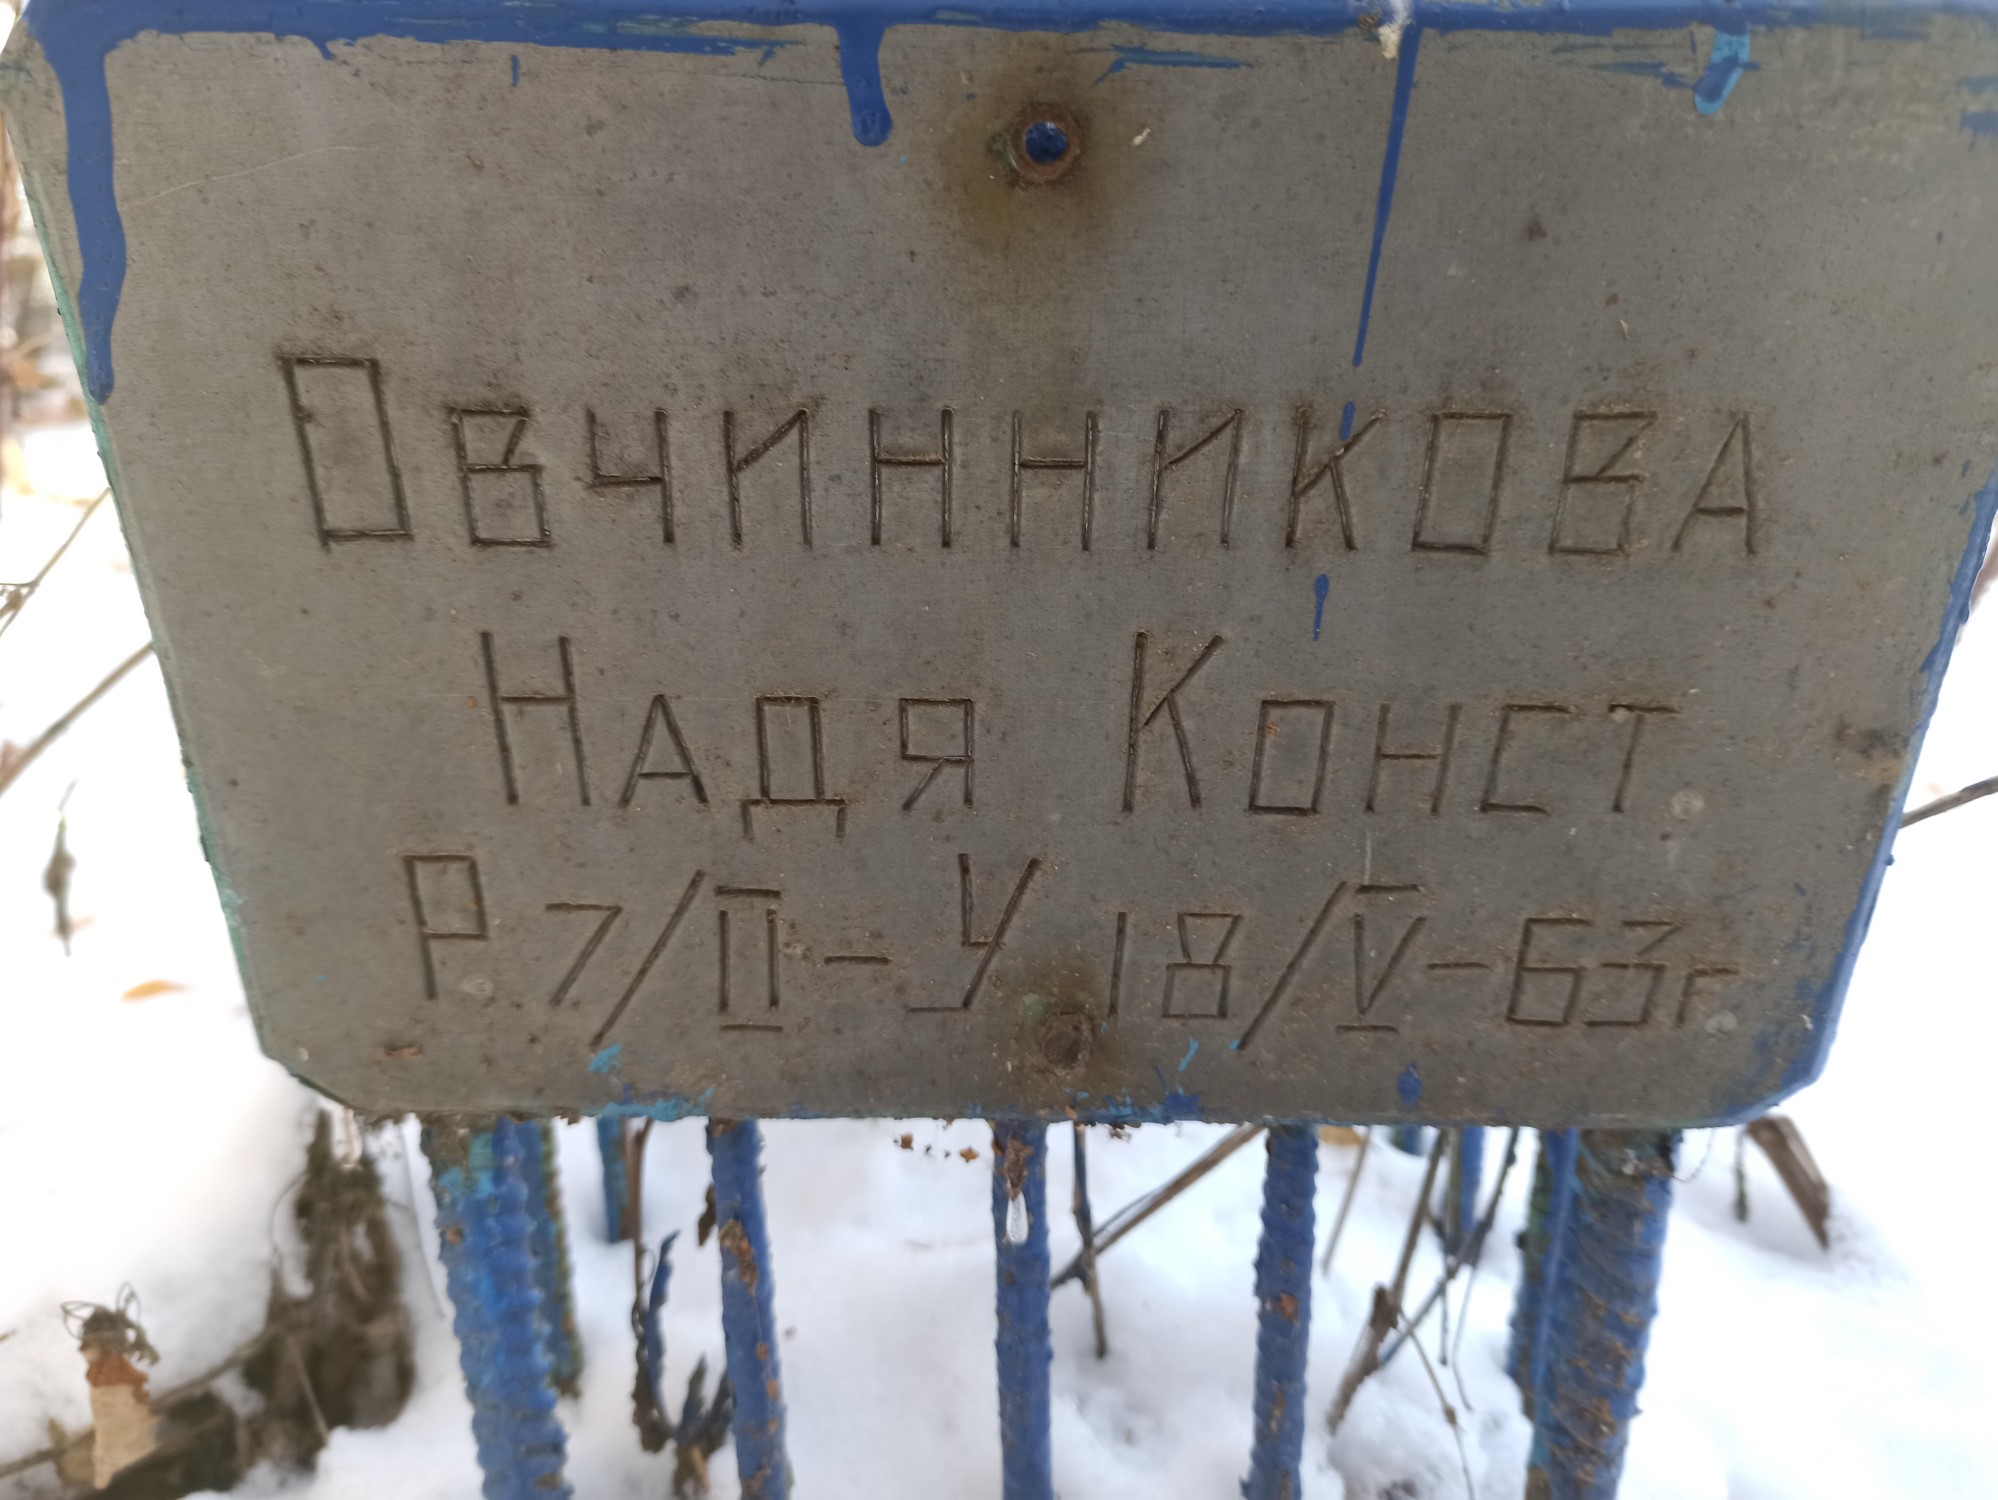 Овчинникова
Надя Конст
Р 7/II - У 18/V - 63г